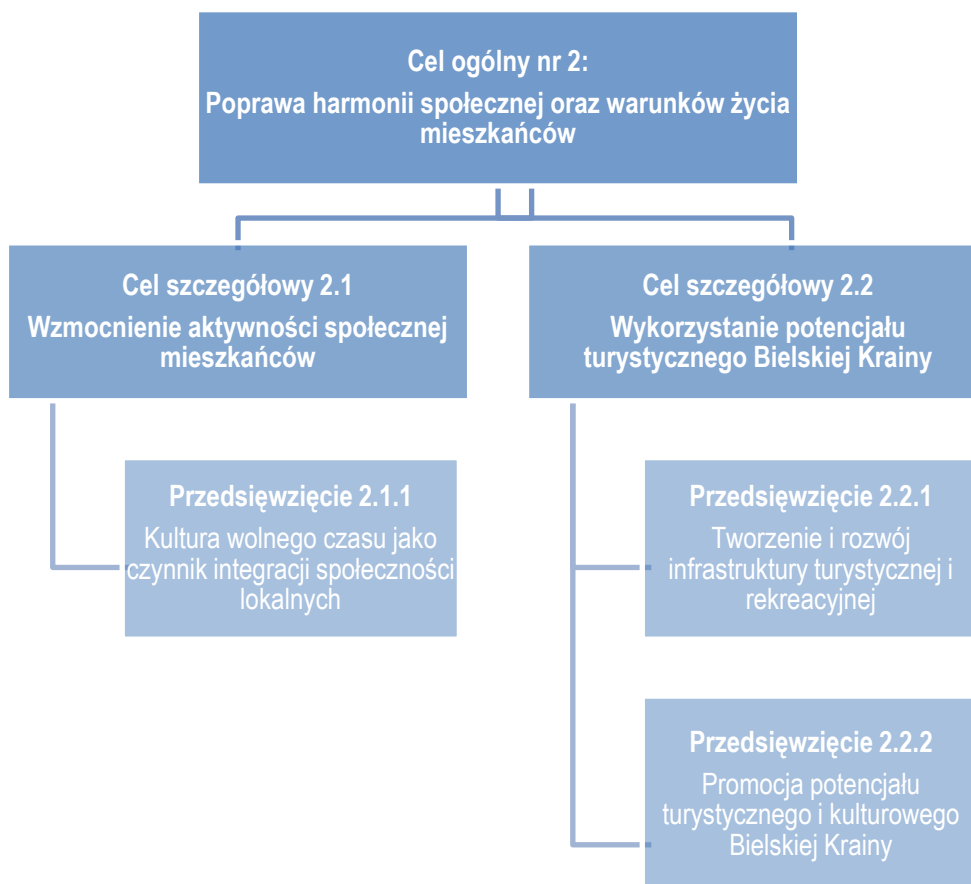 Cel ogólny nr 2:
Poprawa harmonii społecznej oraz warunków życia
mieszkańców
Cel szczegółowy 2.1
Wzmocnienie aktywności społecznej
mieszkańców
Cel szczegółowy 2.2
Wykorzystanie potencjału
turystycznego Bielskiej Krainy
Przedsięwzięcie 2.1.1
Kultura wolnego czasu jako
czynnik integracji społeczności
lokalnych
Przedsięwzięcie 2.2.1
Tworzenie i rozwój
infrastruktury turystycznej i
rekreacyjnej
Przedsięwzięcie 2.2.2
Promocja potencjału
turystycznego i kulturowego
Bielskiej Krainy